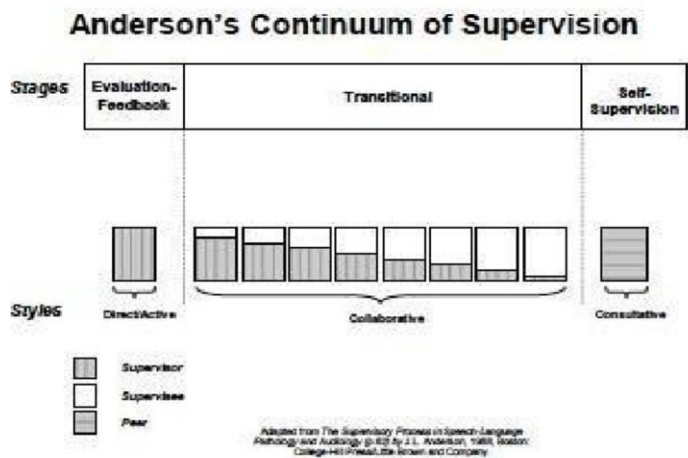 Anderson's Continuum of Supervision
Stages
Evaluation-
Feedback
Transitional
Self-
Supervision
Styles
Direct/Active
Collaborative
Consultative
Supervisor
Supervisee
Peer
Adapted from The Supervisory Process in Speech-Language
Pathology and Audiology by J.L. Anderson, 1988, Boston:
College-Hill Press/Little Brown and Company